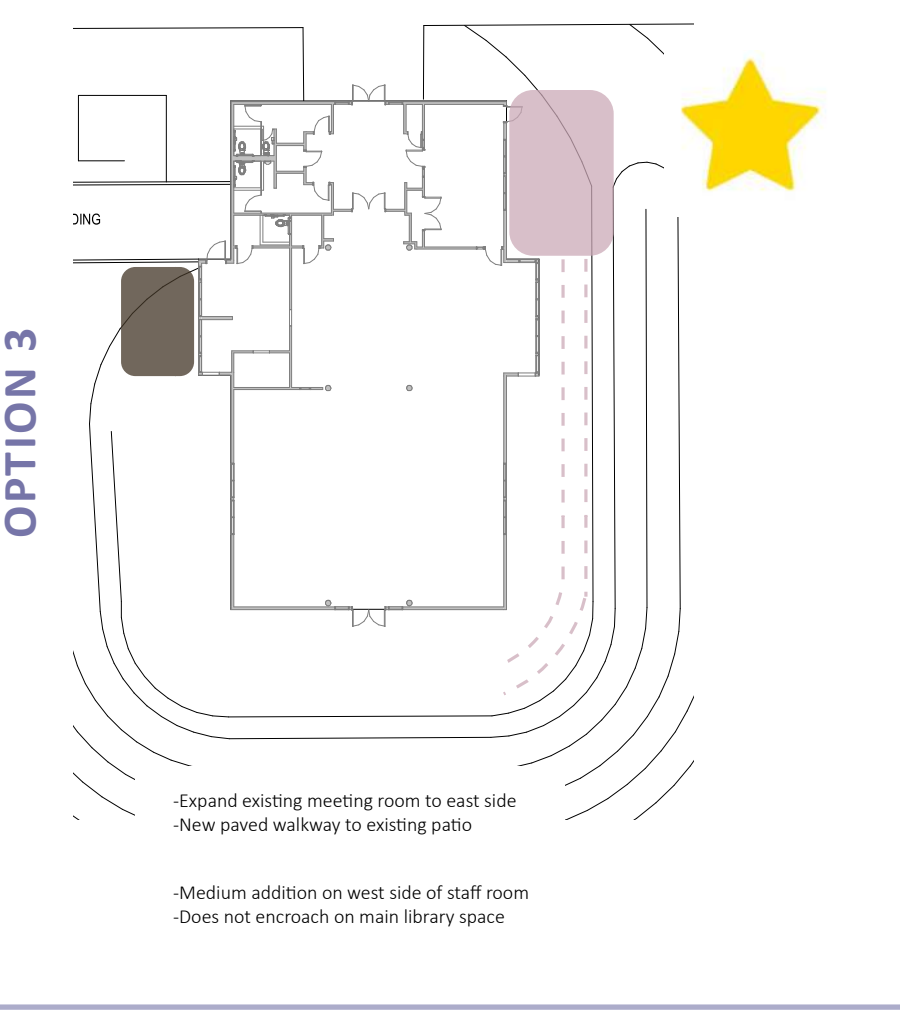 OPTION 3
DING
-Expand existing meeting room to east side
-New paved walkway to existing patio
-Medium addition on west side of staff room
-Does not encroach on main library space